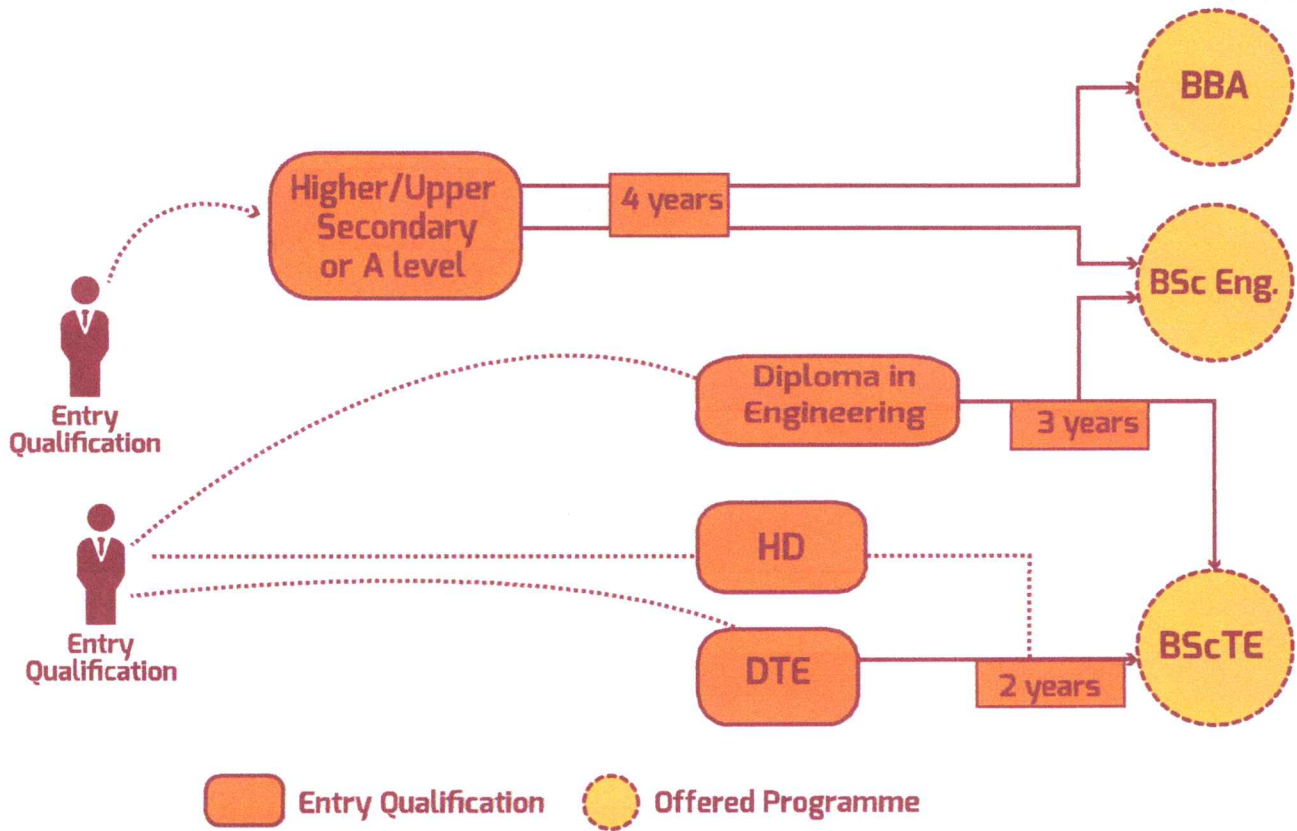 BBA
Higher/Upper
Secondary
or A level
4 years
BSc Eng.
Entry
Qualification
Diploma in
Engineering
3 years
HD
Entry
Qualification
DTE
2 years
BScTE
Entry Qualification
Offered Programme